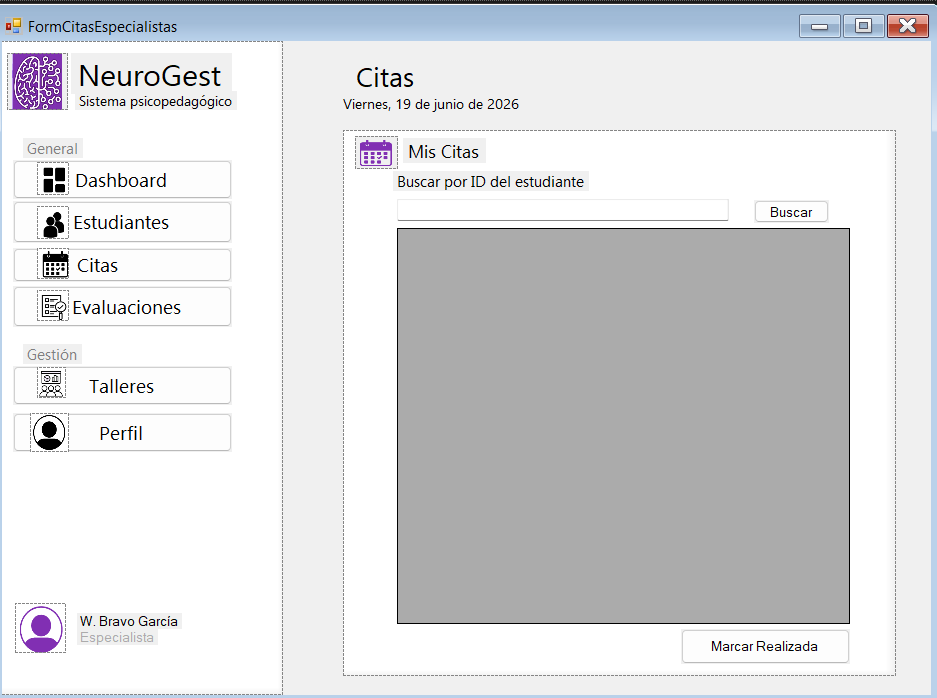 FormCitasEspecialistas
NeuroGest
Sistema psicopedagógico
General
Dashboard
Estudiantes
Citas
Evaluaciones
Gestión
Talleres
Perfil
W. Bravo García
Especialista
Citas
Viernes, 19 de junio de 2026
Mis Citas
Buscar por ID del estudiante
Buscar
Marcar Realizada